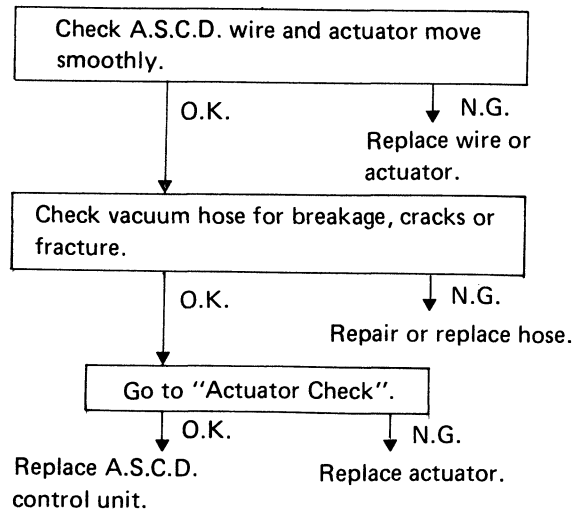 Check A.S.C.D. wire and actuator move
smoothly.
O.K.
N.G.
Replace wire or
actuator.
Check vacuum hose for breakage, cracks or
fracture.
O.K.
N.G.
Repair or replace hose.
Go to "Actuator Check".
O.K.
N.G.
Replace A.S.C.D.
control unit.
Replace actuator.